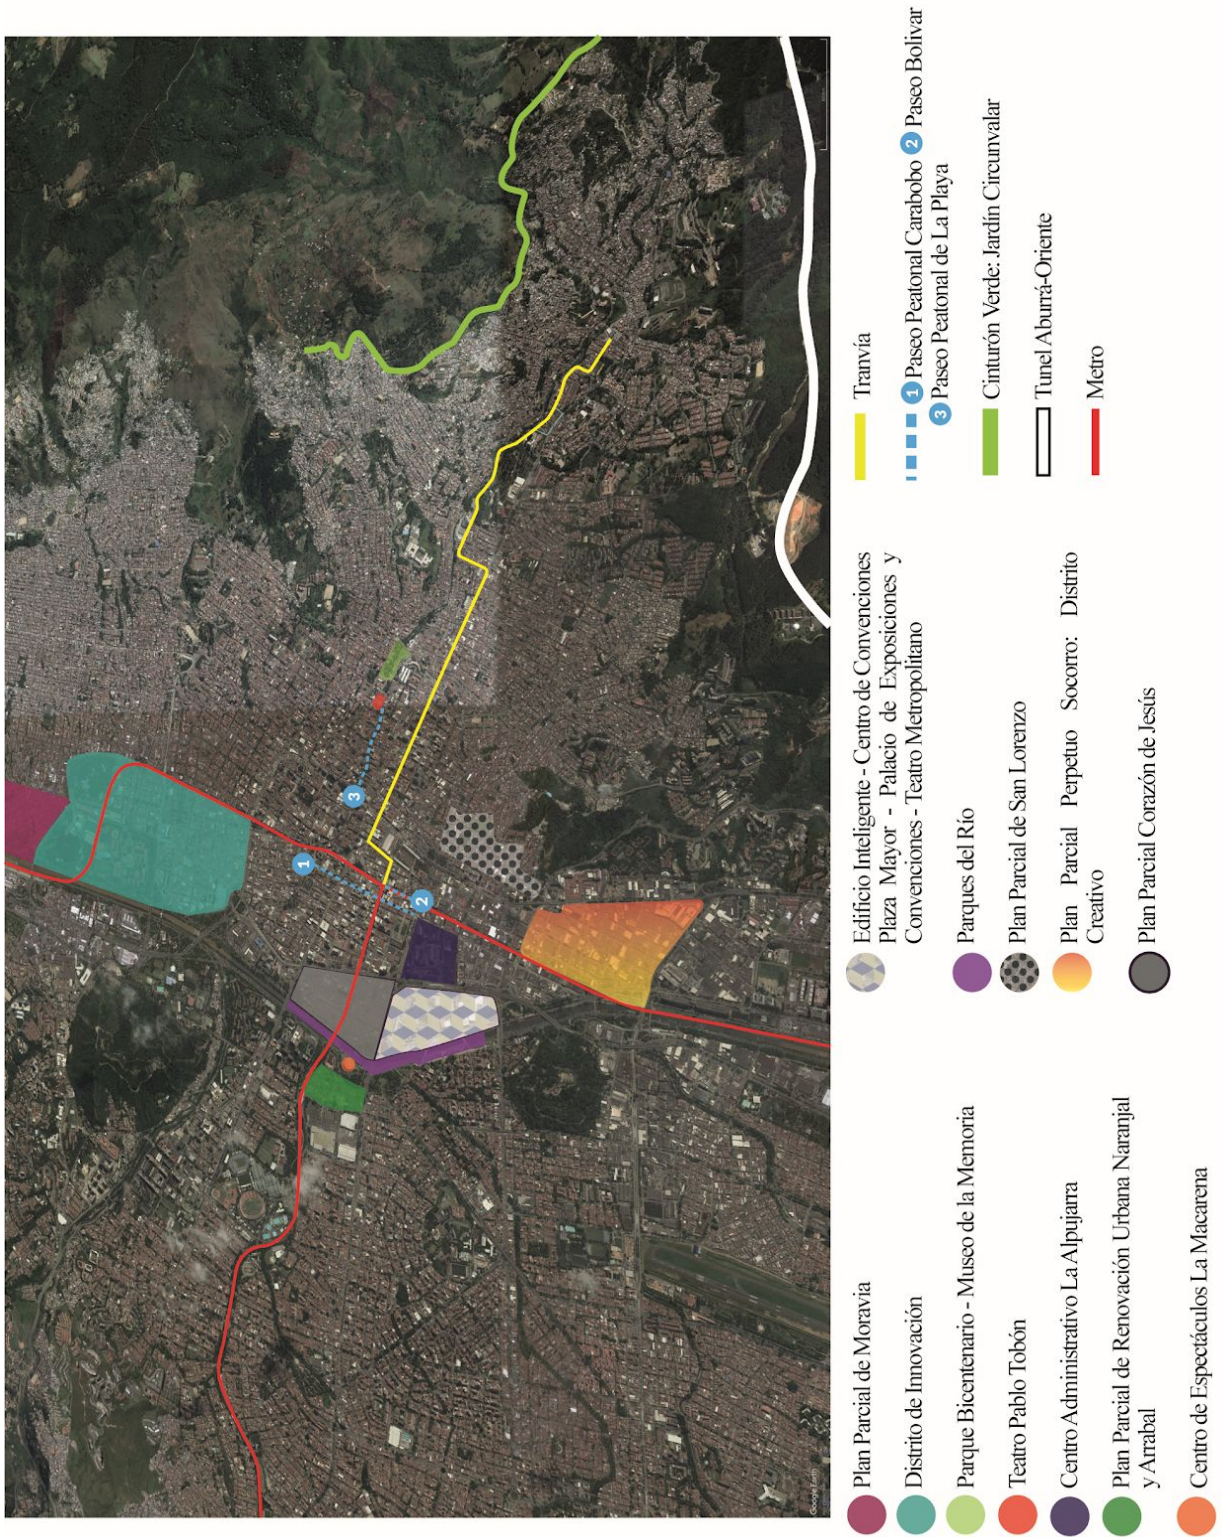 Google Earth
Plan Parcial de Moravia
Distrito de Innovación
Parque Bicentenario - Museo de la Memoria
Teatro Pablo Tobón
Centro Administrativo La Alpujarra
Plan Parcial de Renovación Urbana Naranjal
y Arrabal
Centro de Espectáculos La Macarena
Edificio Inteligente - Centro de Convenciones
Plaza Mayor - Palacio de Exposiciones y
Convenciones - Teatro Metropolitano
Parques del Río
Plan Parcial de San Lorenzo
Plan Parcial Perpetuo Socorro: Distrito
Creativo
Plan Parcial Corazón de Jesús
Tranvía
1 Paseo Peatonal Carabobo 2 Paseo Bolivar
3 Paseo Peatonal de La Playa
Cinturón Verde: Jardín Circunvalar
Tunel Aburrá-Oriente
Metro
1
2
3